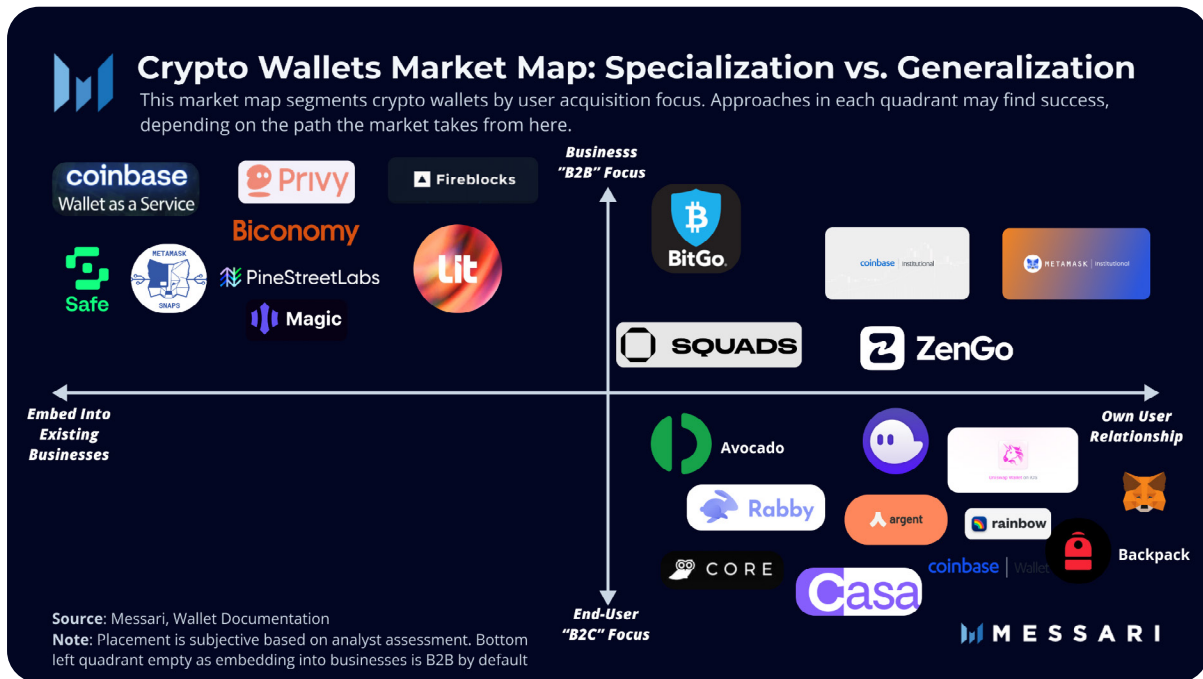 Crypto Wallets Market Map: Specialization vs. Generalization
This market map segments crypto wallets by user acquisition focus. Approaches in each quadrant may find success,
depending on the path the market takes from here.
Businesss
”B2B” Focus
coinbase
Wallet as a Service
Privy
Fireblocks
Biconomy
Safe
METAMASK
SNAPS
PineStreetLabs
Lit
Magic
BitGo
coinbase | institutional
METAMASK | Institutional
SQUADS
ZenGo
Embed Into
Existing
Businesses
Own User
Relationship
Avocado
Uniswap Wallet on iOS
Rabby
argent
rainbow
Backpack
CORE
Casa
coinbase | Wallet
End-User
”B2C” Focus
Source: Messari, Wallet Documentation
Note: Placement is subjective based on analyst assessment. Bottom
left quadrant empty as embedding into businesses is B2B by default
MESSARI